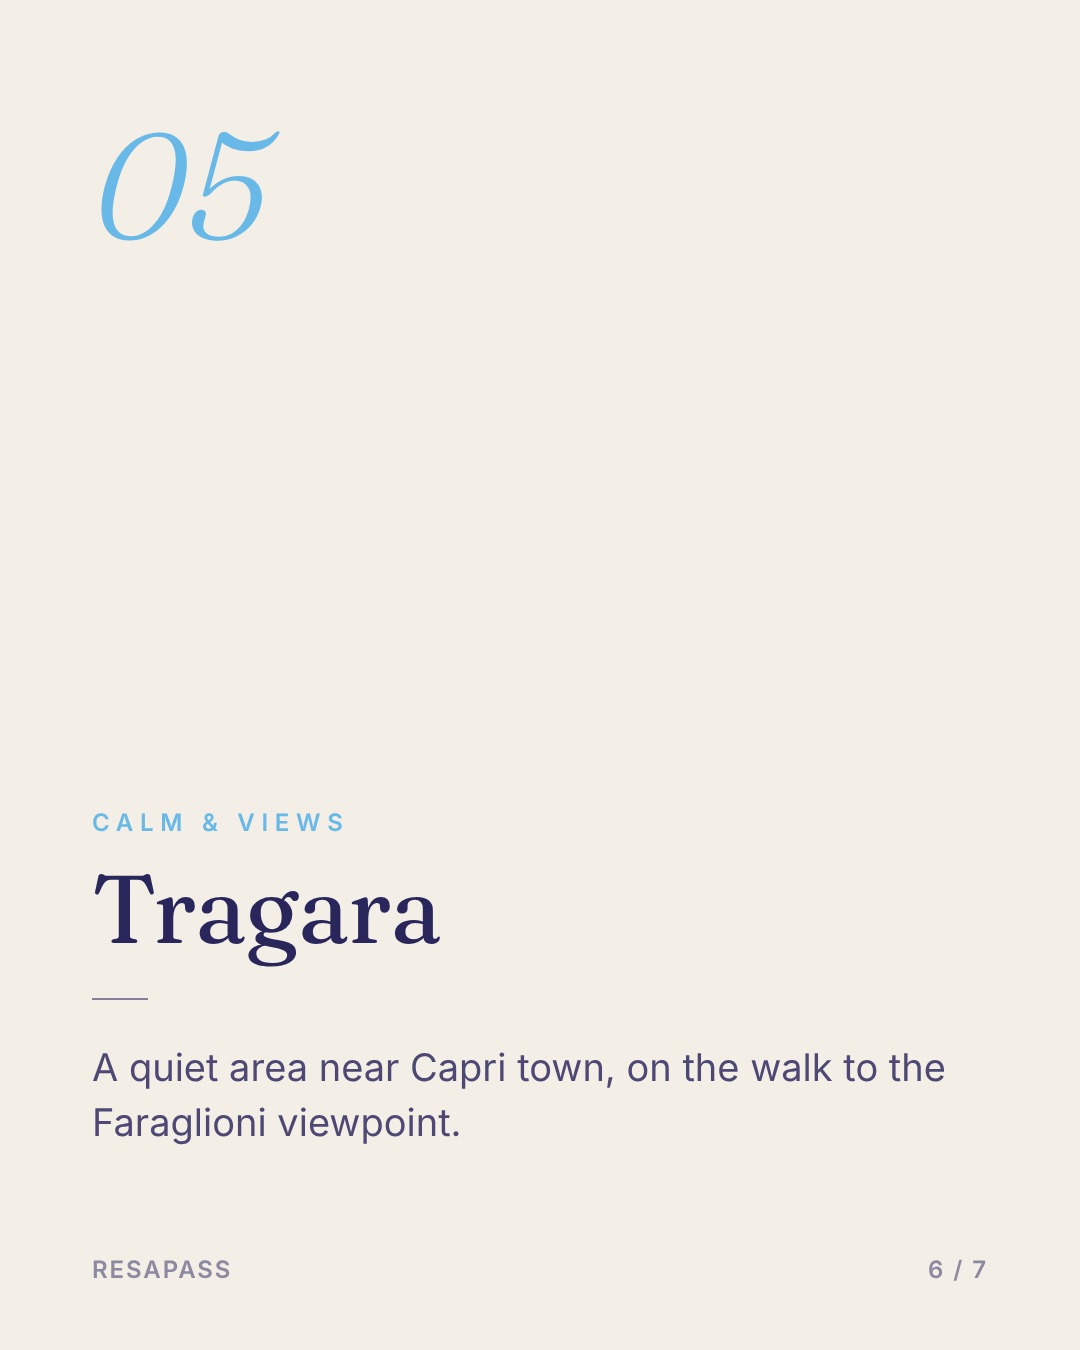 05
CALM & VIEWS
Tragara
A quiet area near Capri town, on the walk to the
Faraglioni viewpoint.
RESAPASS
6 / 7